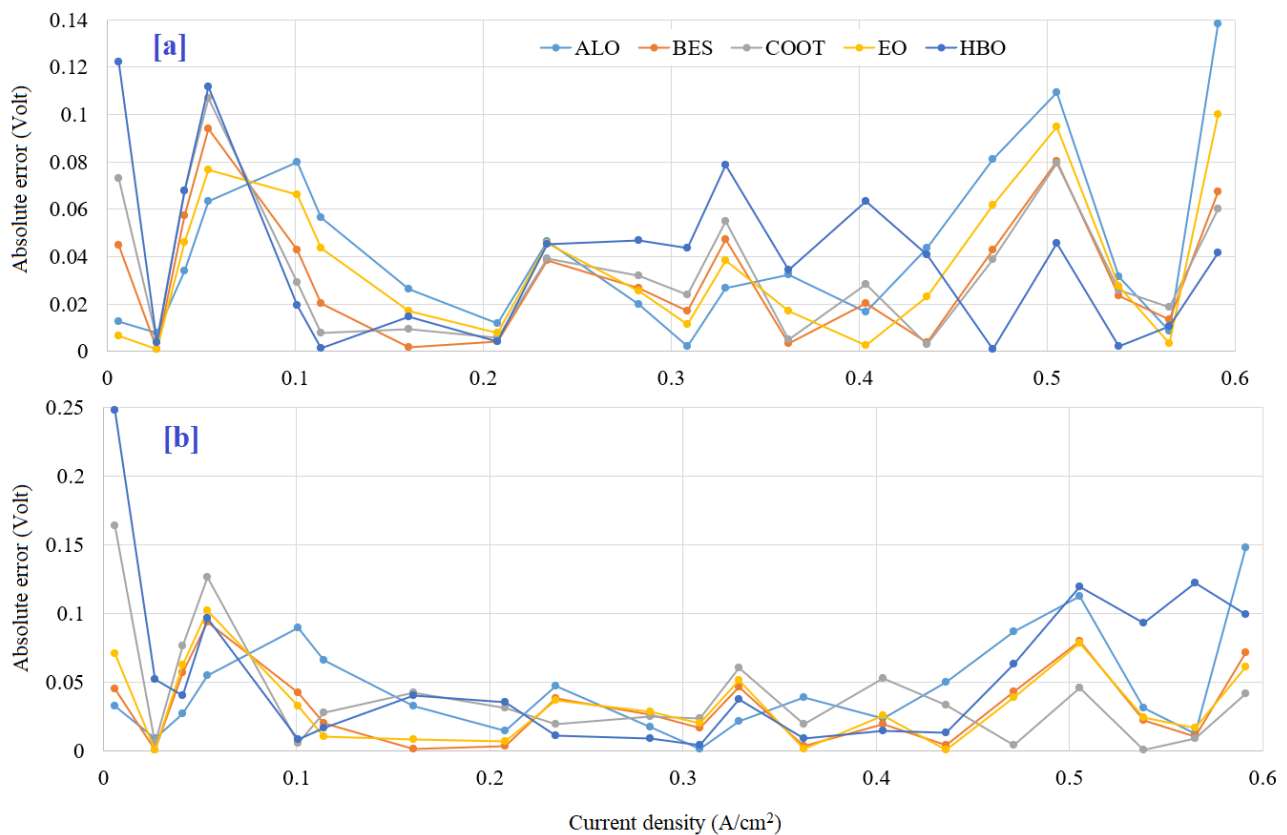 [a]
ALO BES COOT EO HBO
Absolute error (Volt)
0.14
0.12
0.1
0.08
0.06
0.04
0.02
0
0 0.1 0.2 0.3 0.4 0.5 0.6
[b]
Absolute error (Volt)
0.25
0.2
0.15
0.1
0.05
0
0 0.1 0.2 0.3 0.4 0.5 0.6
Current density (A/cm²)